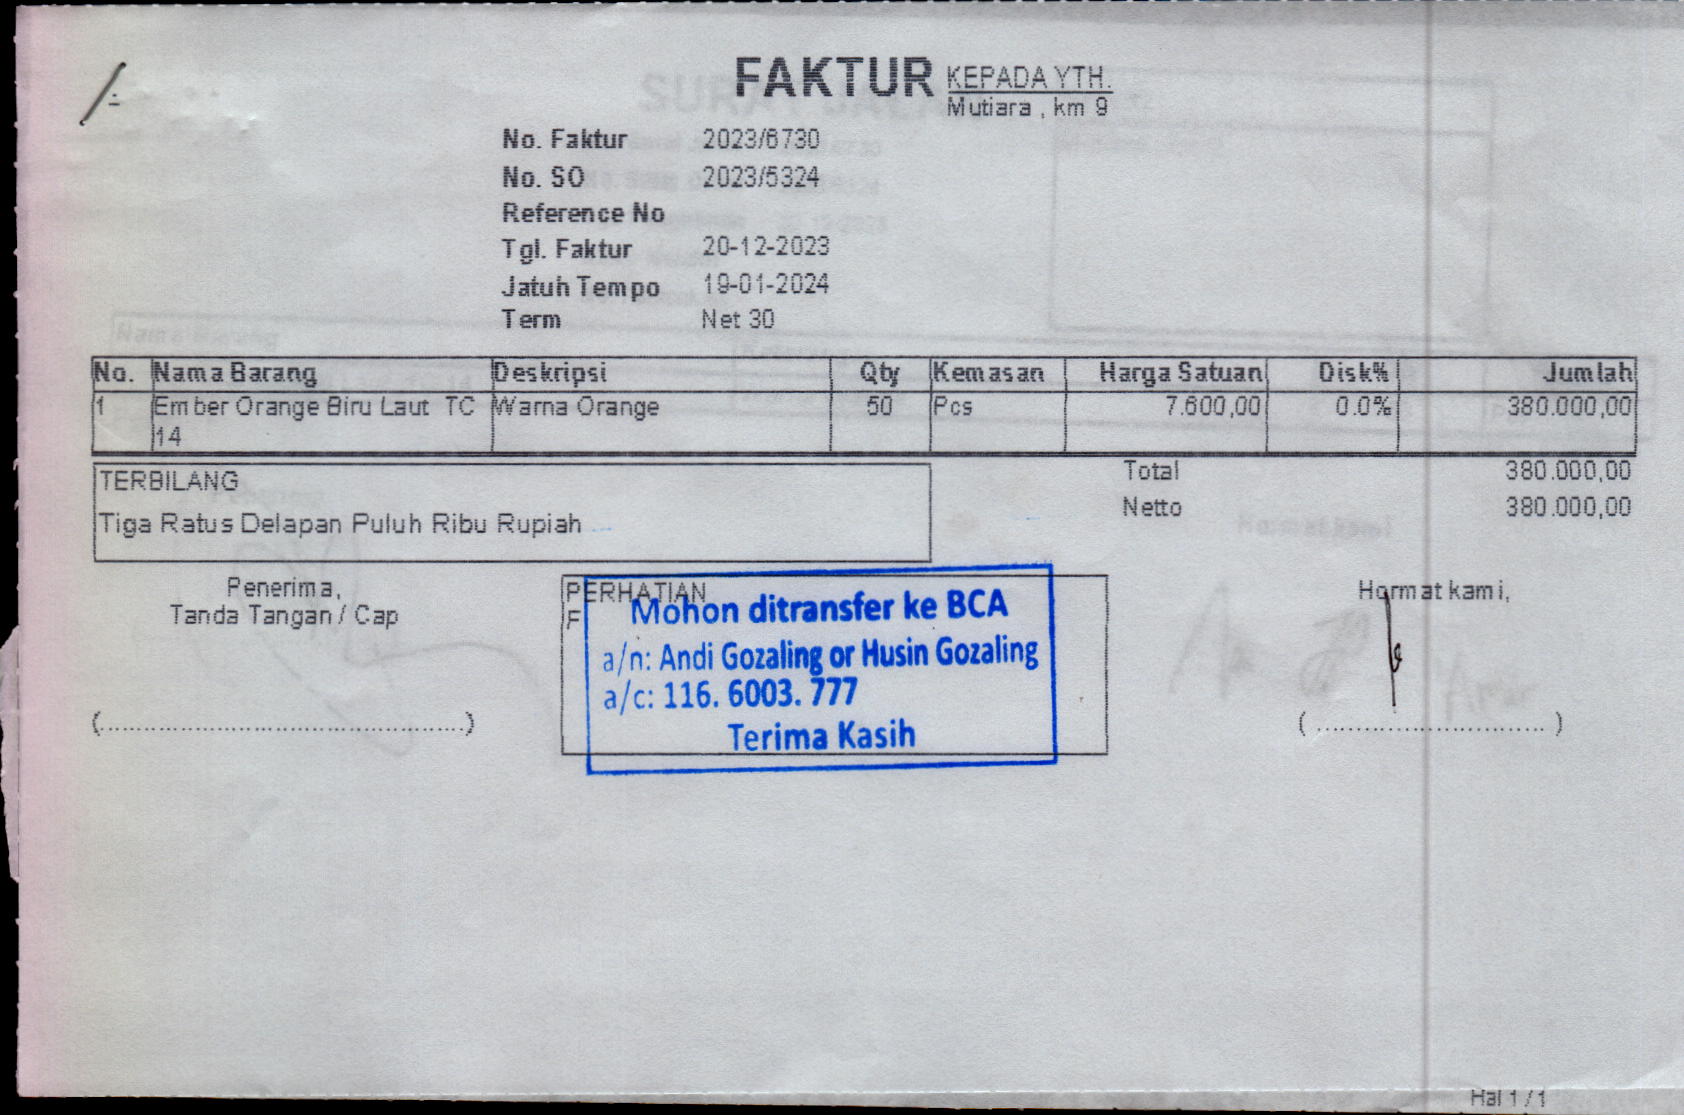 FAKTUR
KEPADA YTH.
Mutiara , km 9
No. Faktur 2023/6730
No. SO 2023/5324
Reference No
Tgl. Faktur 20-12-2023
Jatuh Tempo 19-01-2024
Term Net 30
No. Nama Barang Deskripsi Qty Kemasan Harga Satuan Disk% Jumlah
1 Ember Orange Biru Laut TC Warna Orange 50 Pcs 7.600,00 0.0% 380.000,00
14
TERBILANG
Tiga Ratus Delapan Puluh Ribu Rupiah
Total 380.000,00
Netto 380.000,00
Penerima,
Tanda Tangan / Cap
(..............................................)
PERHATIAN
F
Mohon ditransfer ke BCA
a/n: Andi Gozaling or Husin Gozaling
a/c: 116. 6003. 777
Terima Kasih
Hormat kami,
( ............................. )
Hal 1 / 1